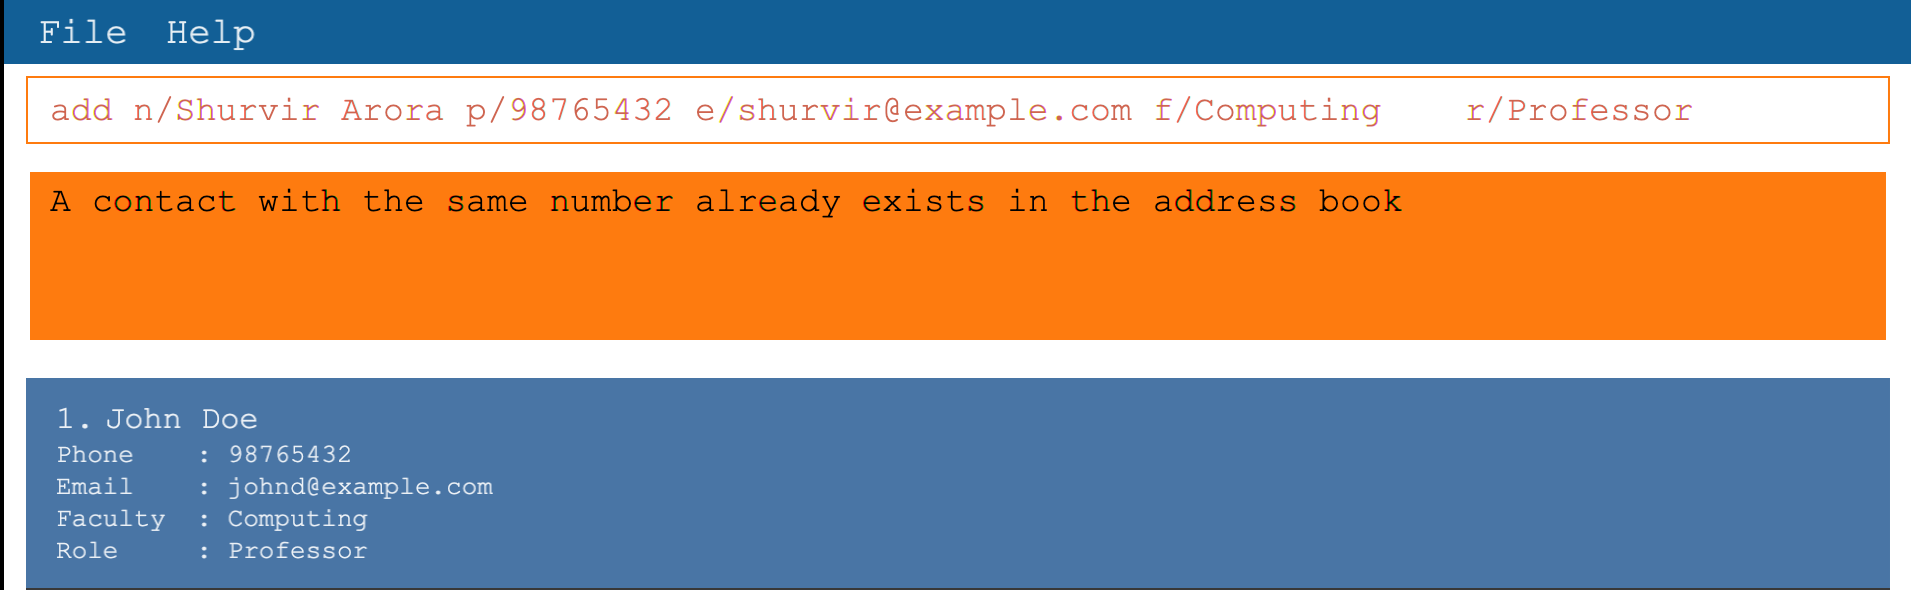 File Help
add n/Shurvir Arora p/98765432 e/shurvir@example.com f/Computing    r/Professor
A contact with the same number already exists in the address book
1. John Doe
Phone : 98765432
Email : johnd@example.com
Faculty : Computing
Role : Professor